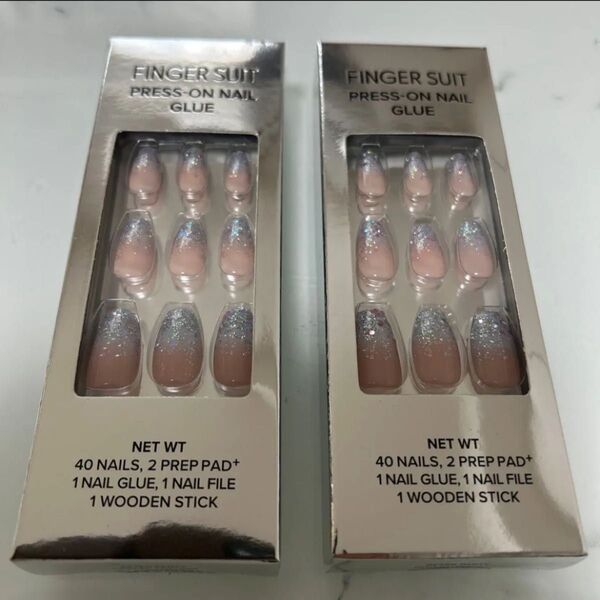 FINGER SUIT
PRESS-ON NAIL
GLUE
NET WT
40 NAILS, 2 PREP PAD+
1 NAIL GLUE, 1 NAIL FILE
1 WOODEN STICK
FINGER SUIT
PRESS-ON NAIL
GLUE
NET WT
40 NAILS, 2 PREP PAD+
1 NAIL GLUE, 1 NAIL FILE
1 WOODEN STICK